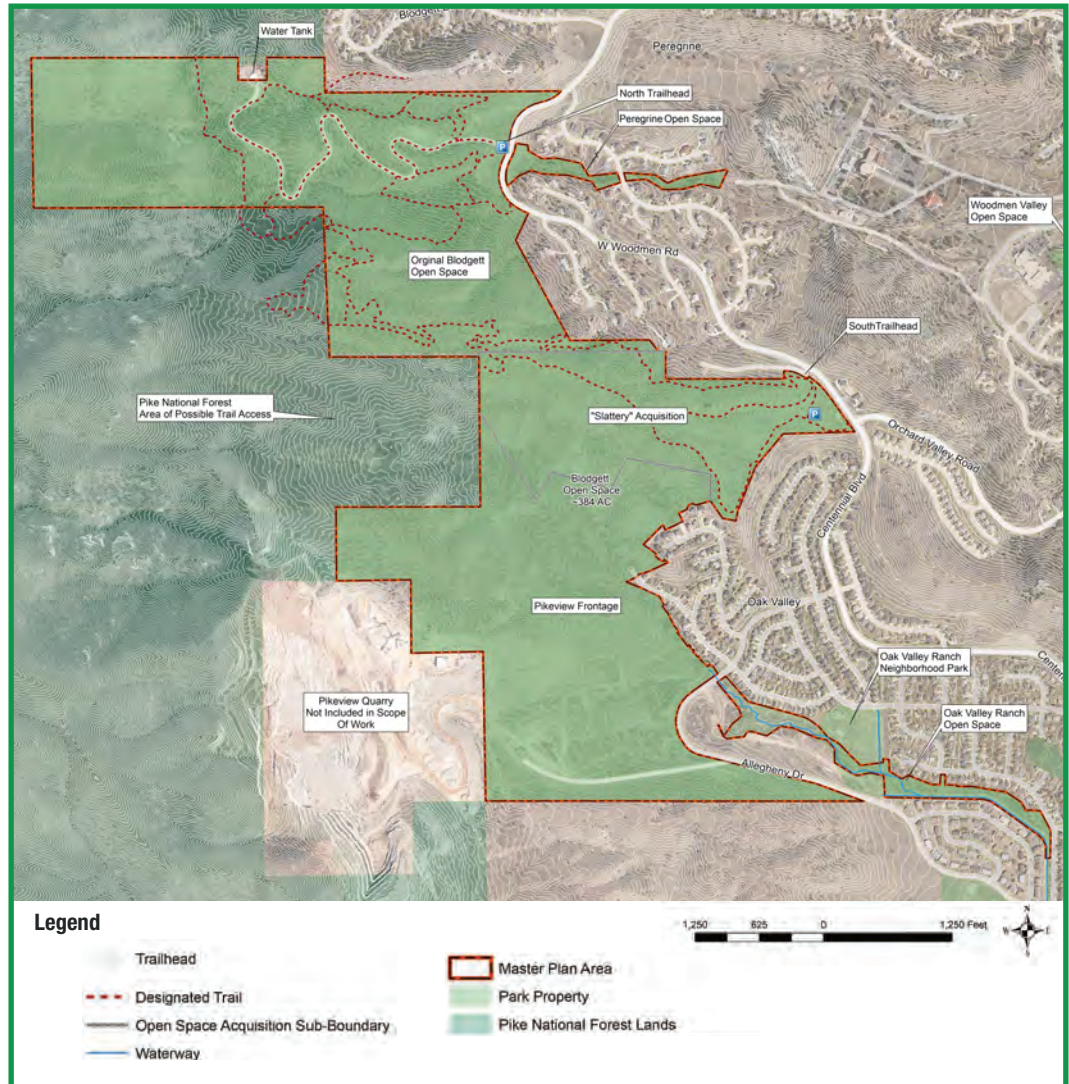 Blodgett
Water Tank
Peregrine
North Trailhead
Peregrine Open Space
Woodmen Valley
Open Space
W Woodmen Rd
Orginal Blodgett
Open Space
SouthTrailhead
Pike National Forest
Area of Possible Trail Access
"Slattery" Acquisition
Orchard Valley Road
Blodgett
Open Space
~384 AC
Centennial Blvd
Pikeview Frontage
Oak Valley
Oak Valley Ranch
Neighborhood Park
Pikeview Quarry
Not Included in Scope
Of Work
Oak Valley Ranch
Open Space
Allegheny Dr
Legend
1,250
625
0
1,250 Feet
N
W
E
S
Trailhead
Designated Trail
Open Space Acquisition Sub-Boundary
Waterway
Master Plan Area
Park Property
Pike National Forest Lands
P
P